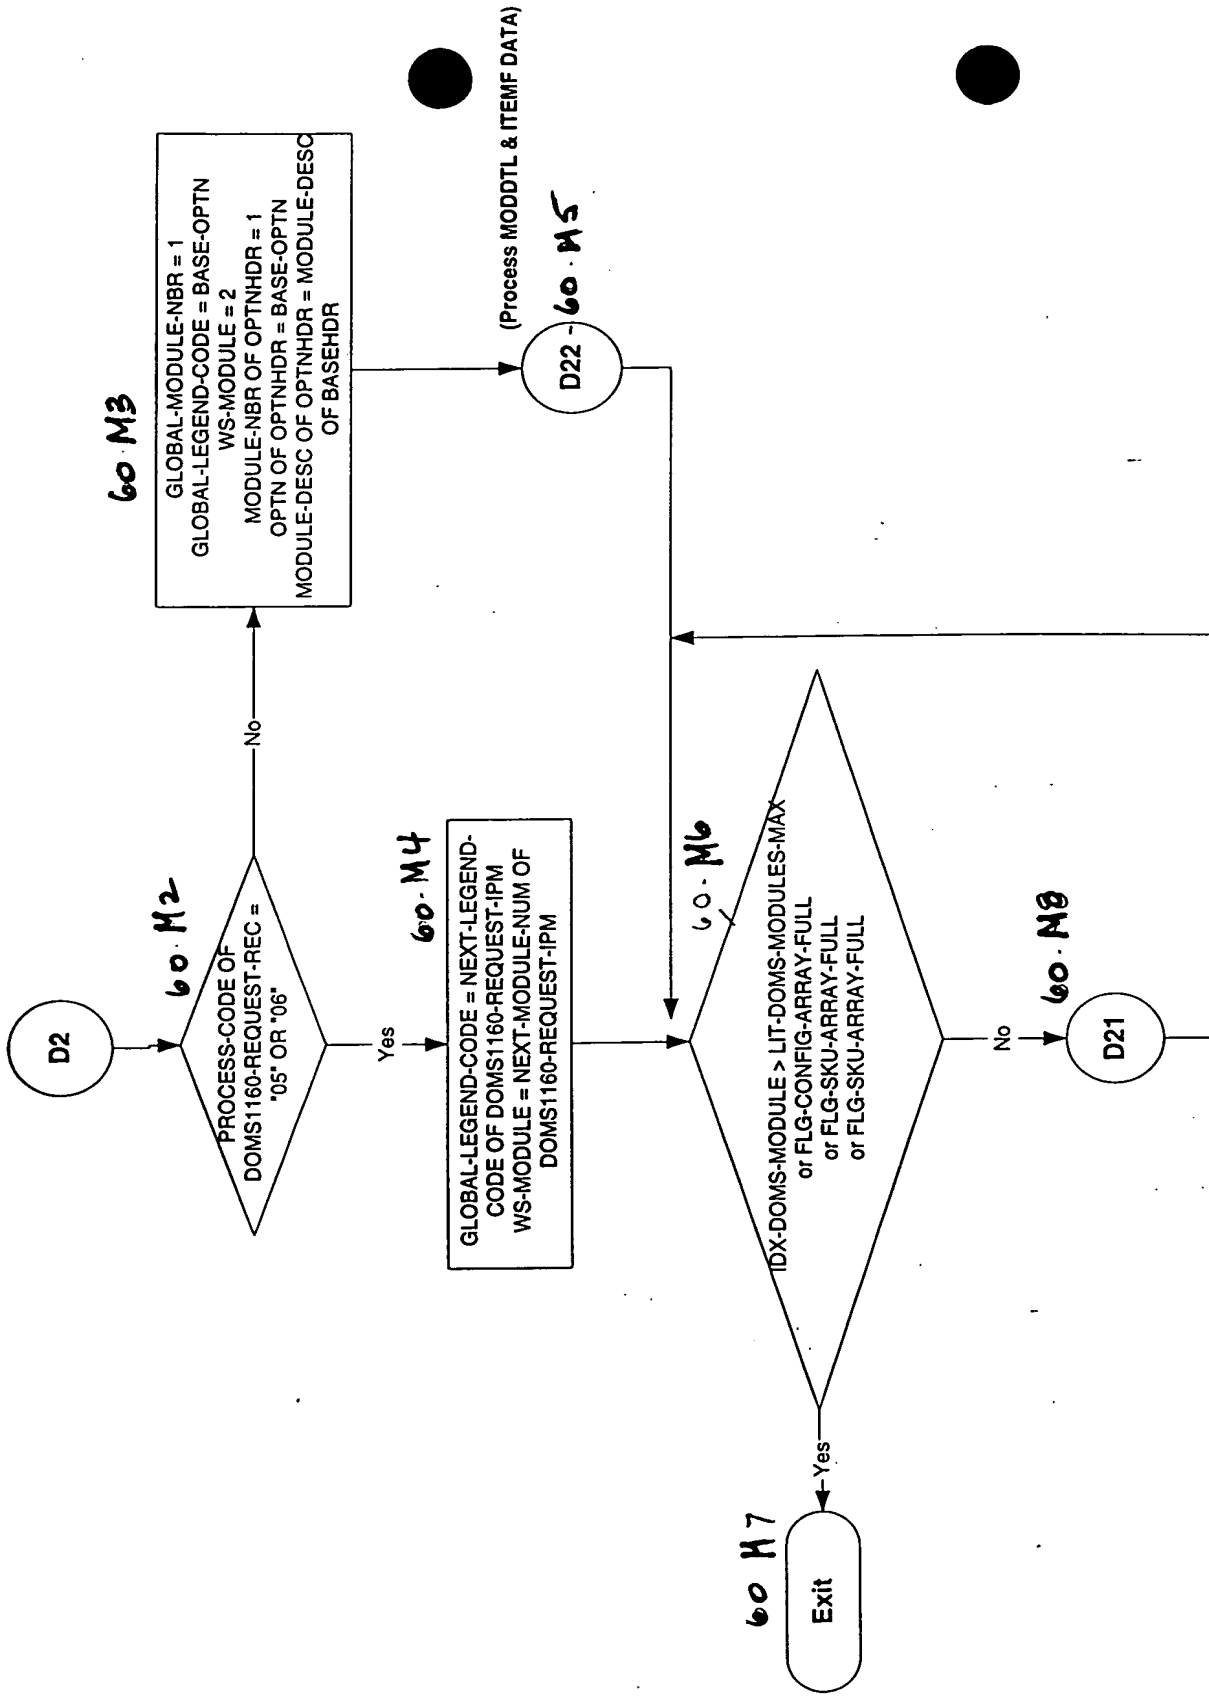 D2
60.M2
PROCESS-CODE OF
DOMS1160-REQUEST-REC =
"05" OR "06"
No
Yes
60.M3
GLOBAL-MODULE-NBR = 1
GLOBAL-LEGEND-CODE = BASE-OPTN
WS-MODULE = 2
MODULE-NBR OF OPTNHDR = 1
OPTN OF OPTNHDR = BASE-OPTN
MODULE-DESC OF OPTNHDR = MODULE-DESC
OF BASEHDR
60.M4
GLOBAL-LEGEND-CODE = NEXT-LEGEND-
CODE OF DOMS1160-REQUEST-IPM
WS-MODULE = NEXT-MODULE-NUM OF
DOMS1160-REQUEST-IPM
(Process MODDTL & ITEMF DATA)
D22 - 60.M5
60.M6
IDX-DOMS-MODULE > LIT-DOMS-MODULES-MAX
or FLG-CONFIG-ARRAY-FULL
or FLG-SKU-ARRAY-FULL
or FLG-SKU-ARRAY-FULL
Yes
60 M7
Exit
No
60.M8
D21